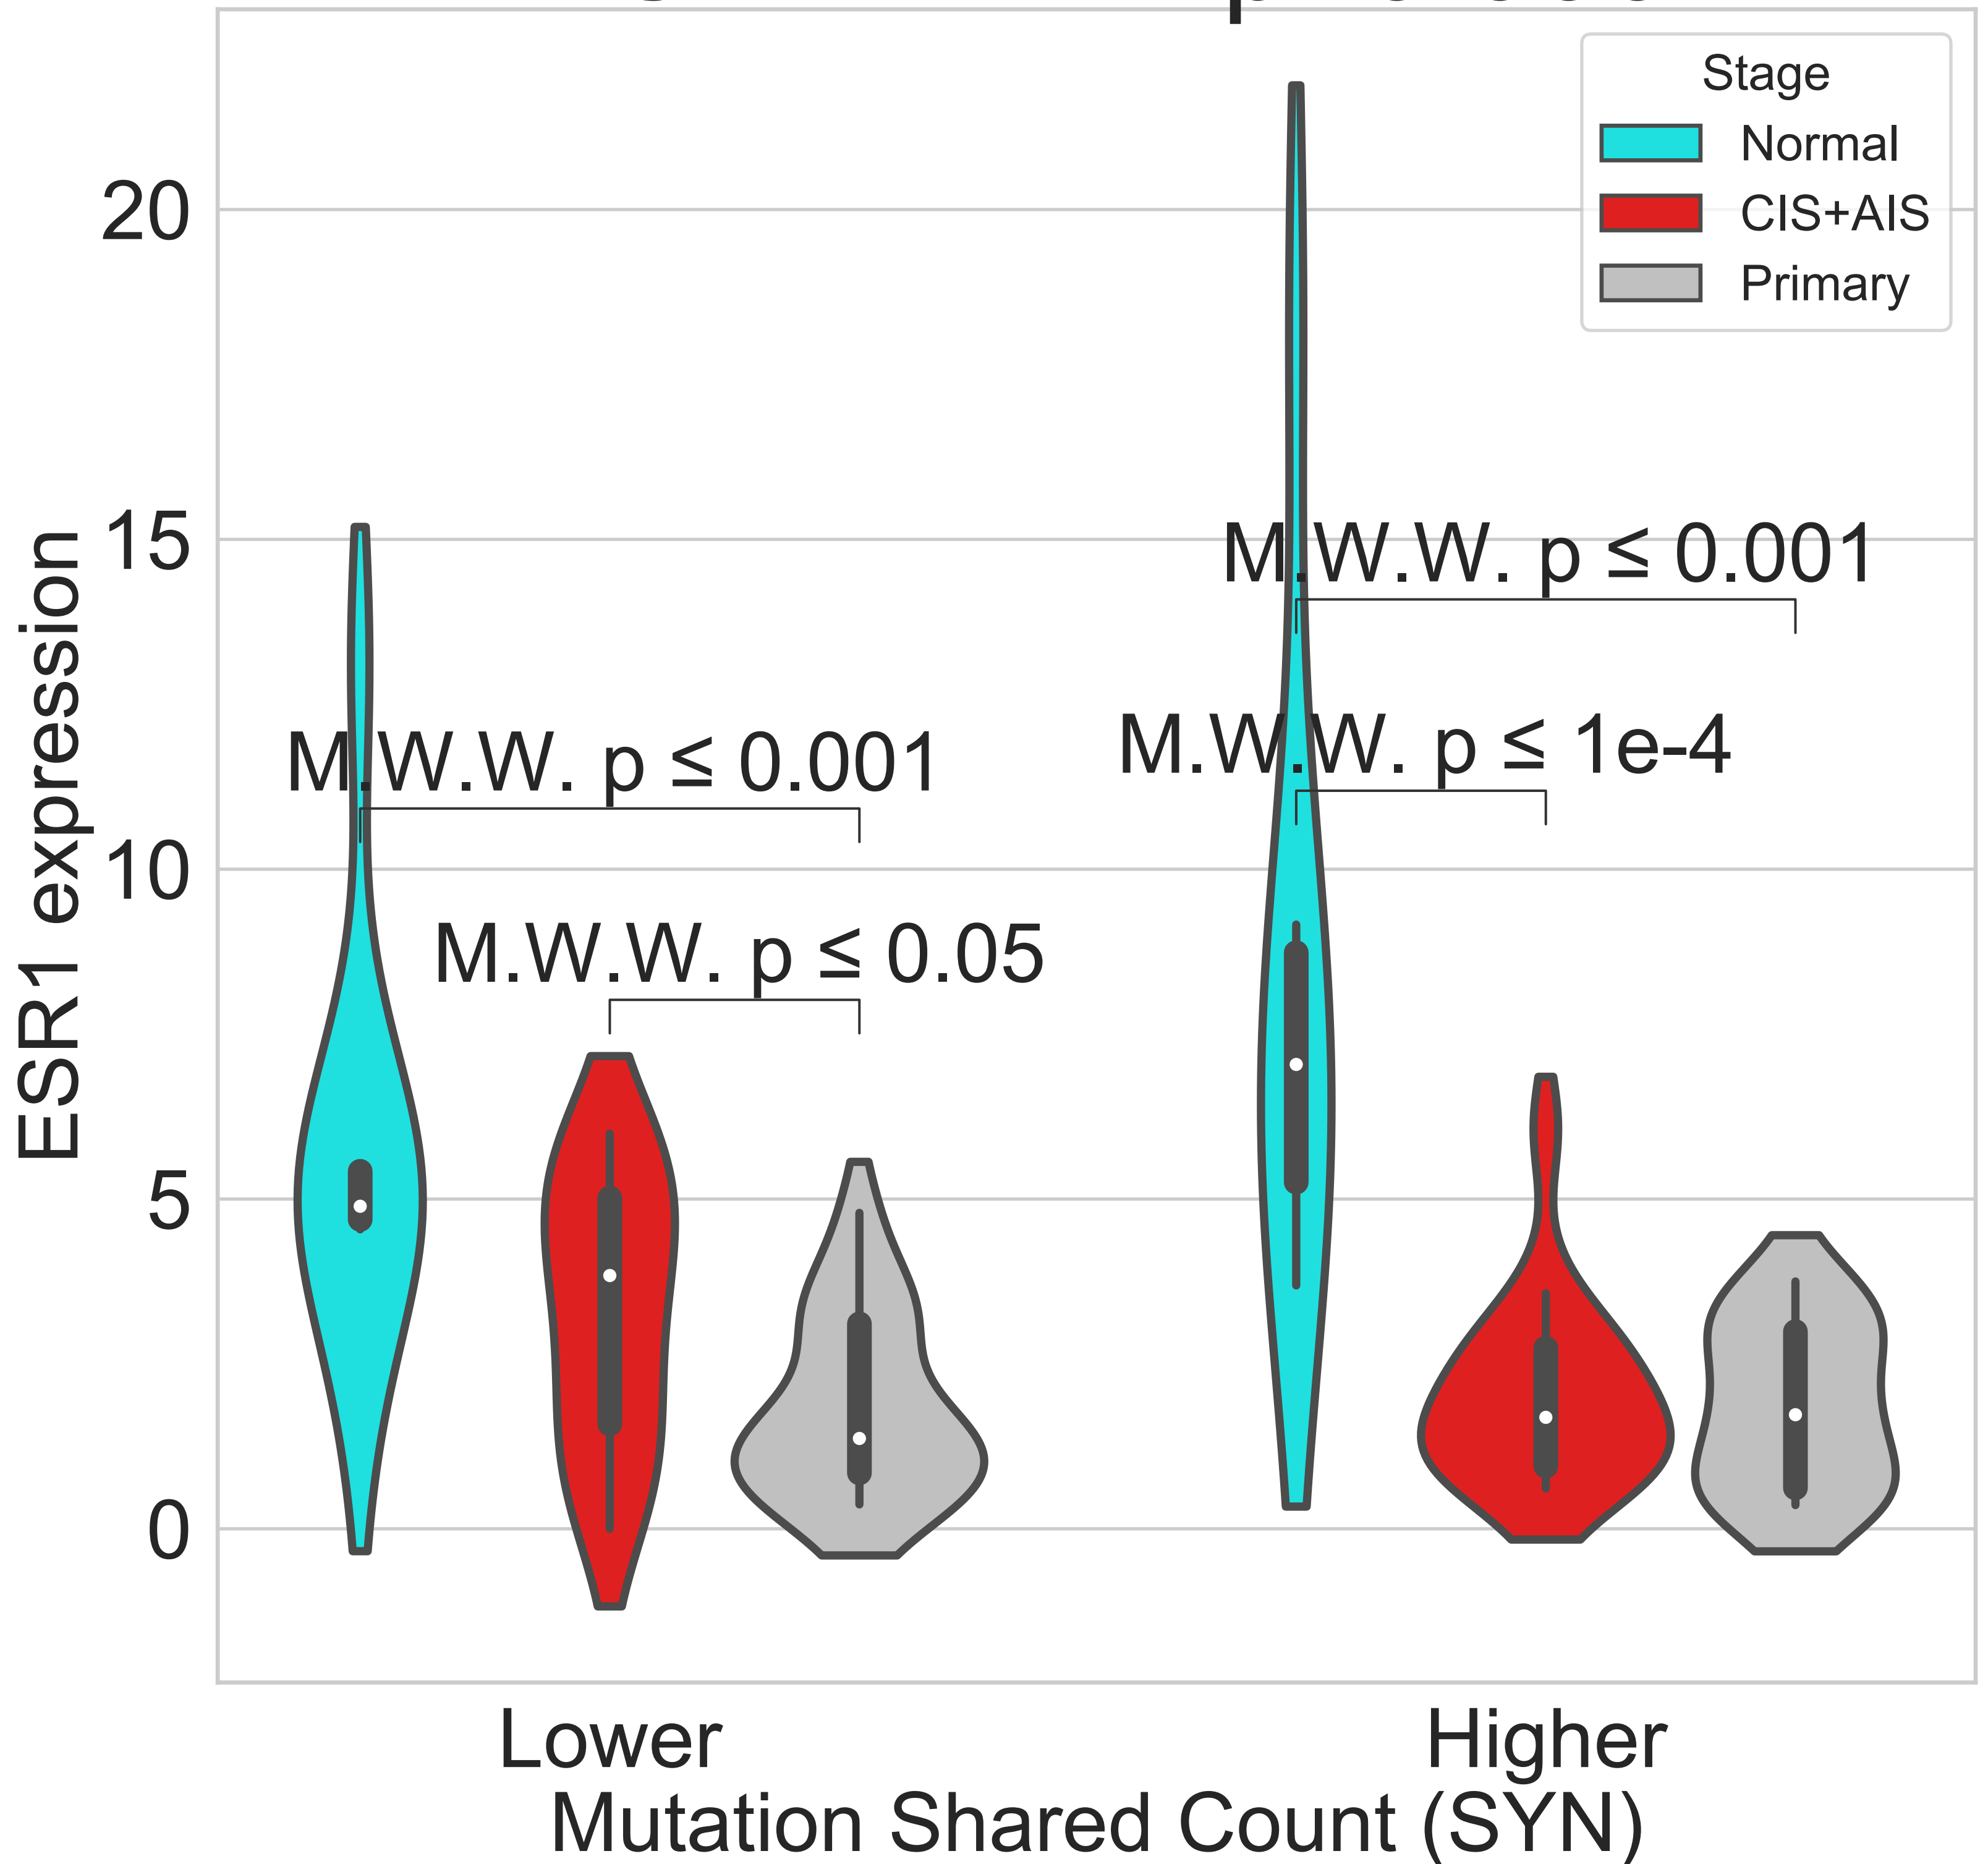 Stage
Normal
CIS+AIS
Primary
20
15
10
5
0
ESR1 expression
M.W.W. p ≤ 0.001
M.W.W. p ≤ 1e-4
M.W.W. p ≤ 0.001
M.W.W. p ≤ 0.05
Lower
Higher
Mutation Shared Count (SYN)